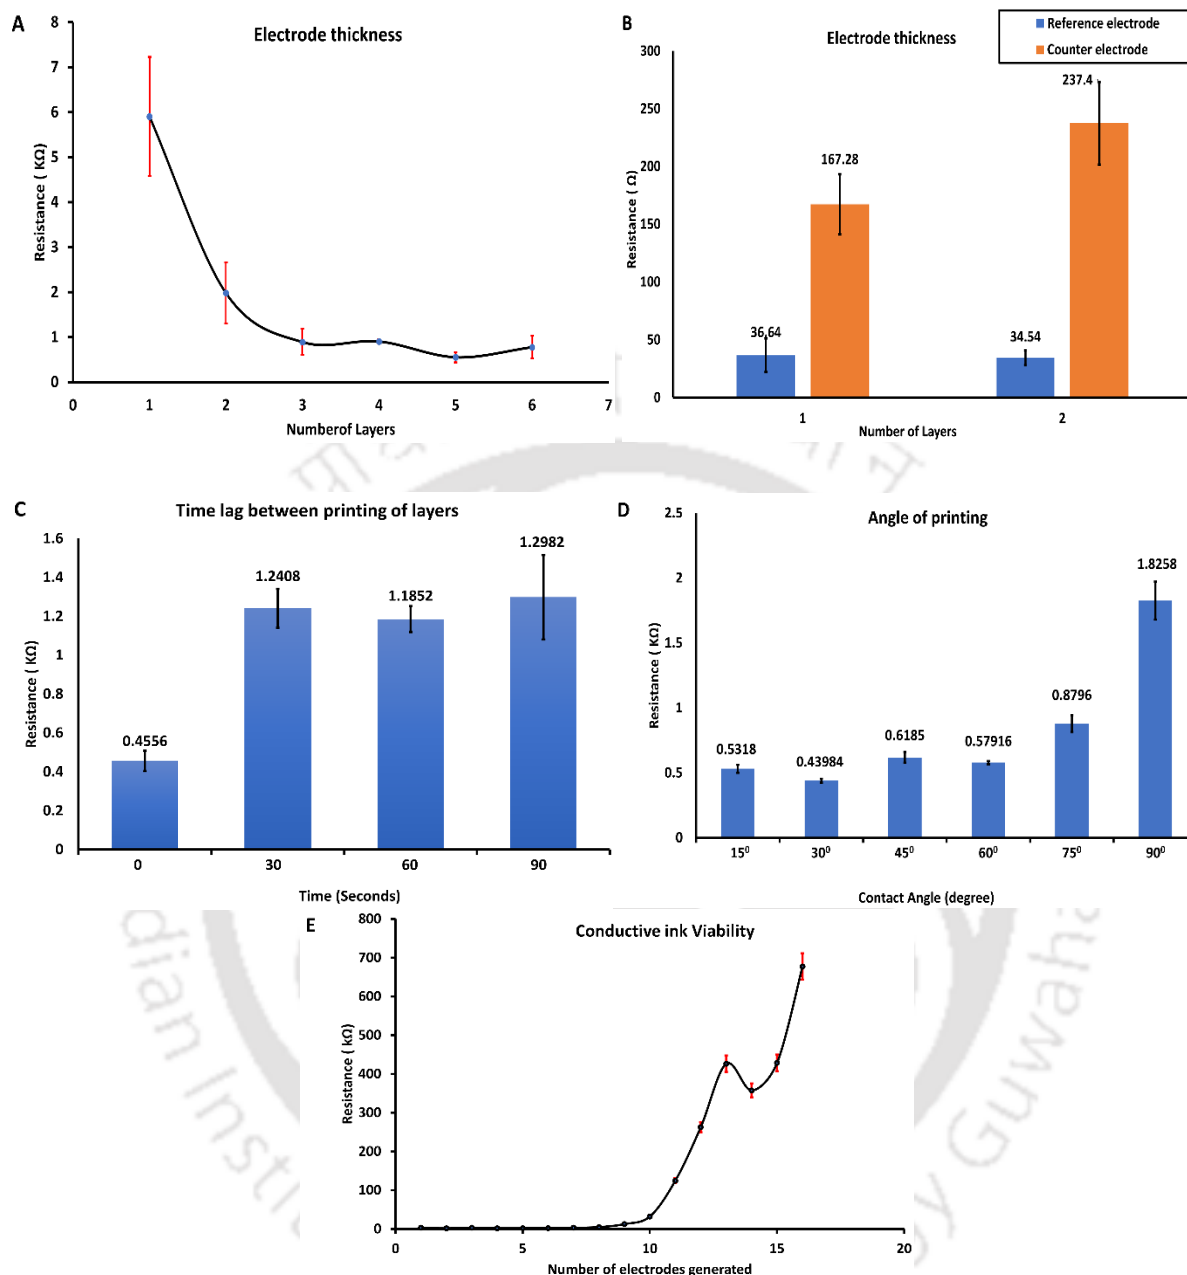 A
Electrode thickness
8
7
6
5
4
3
2
1
0
Resistance ( KΩ)
0 1 2 3 4 5 6 7
Numberof Layers
B
Electrode thickness
Reference electrode
Counter electrode
300
250
200
150
100
50
0
Resistance ( Ω)
36.64
167.28
34.54
237.4
1 2
Number of Layers
C
Time lag between printing of layers
1.6
1.4
1.2
1
0.8
0.6
0.4
0.2
0
Resistance ( KΩ)
0.4556
1.2408
1.1852
1.2982
0 30 60 90
Time (Seconds)
D
Angle of printing
2.5
2
1.5
1
0.5
0
Resistance ( KΩ)
0.5318
0.43984
0.6185
0.57916
0.8796
1.8258
15⁰ 30⁰ 45⁰ 60⁰ 75⁰ 90⁰
Contact Angle (degree)
E
Conductive ink Viability
800
700
600
500
400
300
200
100
0
Resistance ( kΩ)
0 5 10 15 20
Number of electrodes generated
dian Instit
y Guwaha